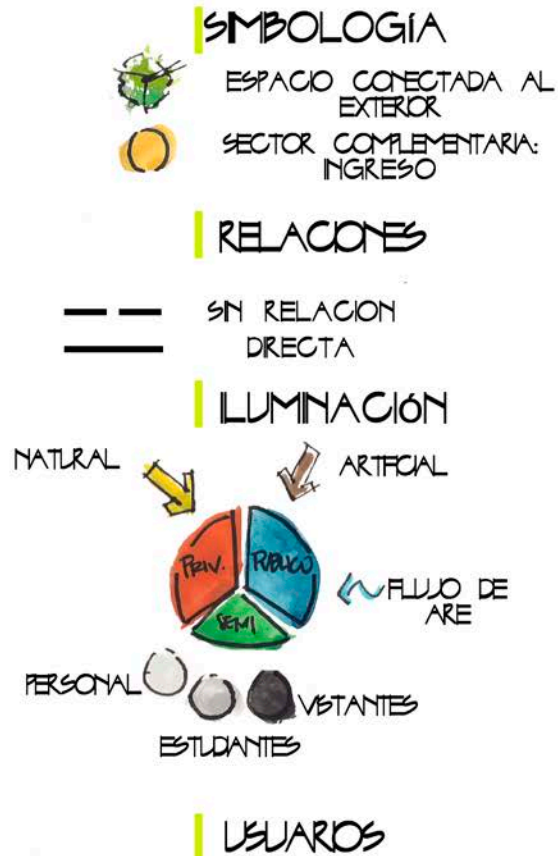 SIMBOLOGÍA
ESPACIO CONECTADA AL
EXTERIOR
SECTOR COMPLEMENTARIA:
INGRESO
RELACIONES
SIN RELACION
DIRECTA
ILUMINACIÓN
NATURAL
ARTIFICIAL
PRIV.
PUBLICO
SEMI
FLUJO DE
AIRE
PERSONAL
VISITANTES
ESTUDIANTES
USUARIOS